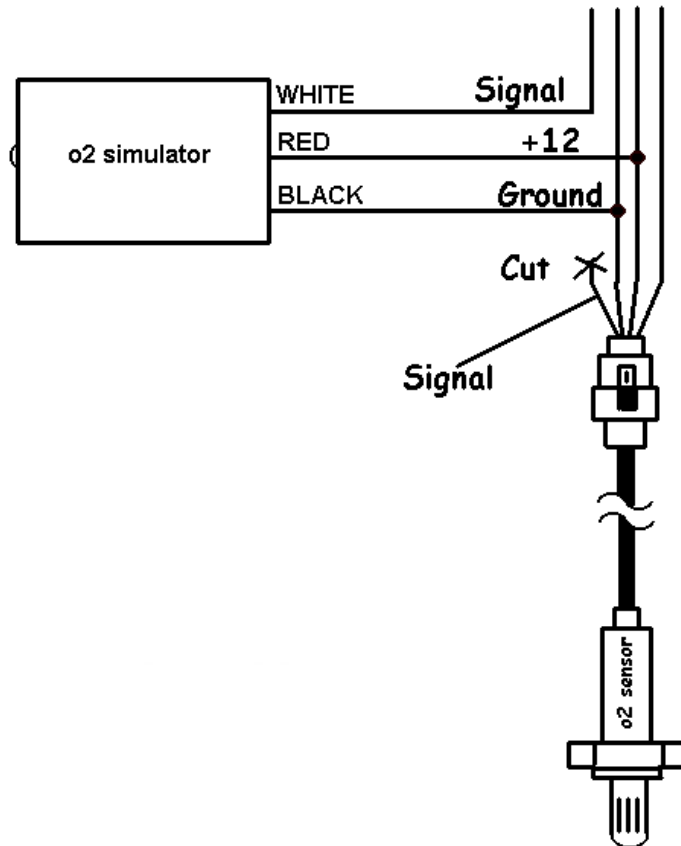 WHITE
Signal
o2 simulator
RED
+12
BLACK
Ground
Cut
Signal
o2 sensor